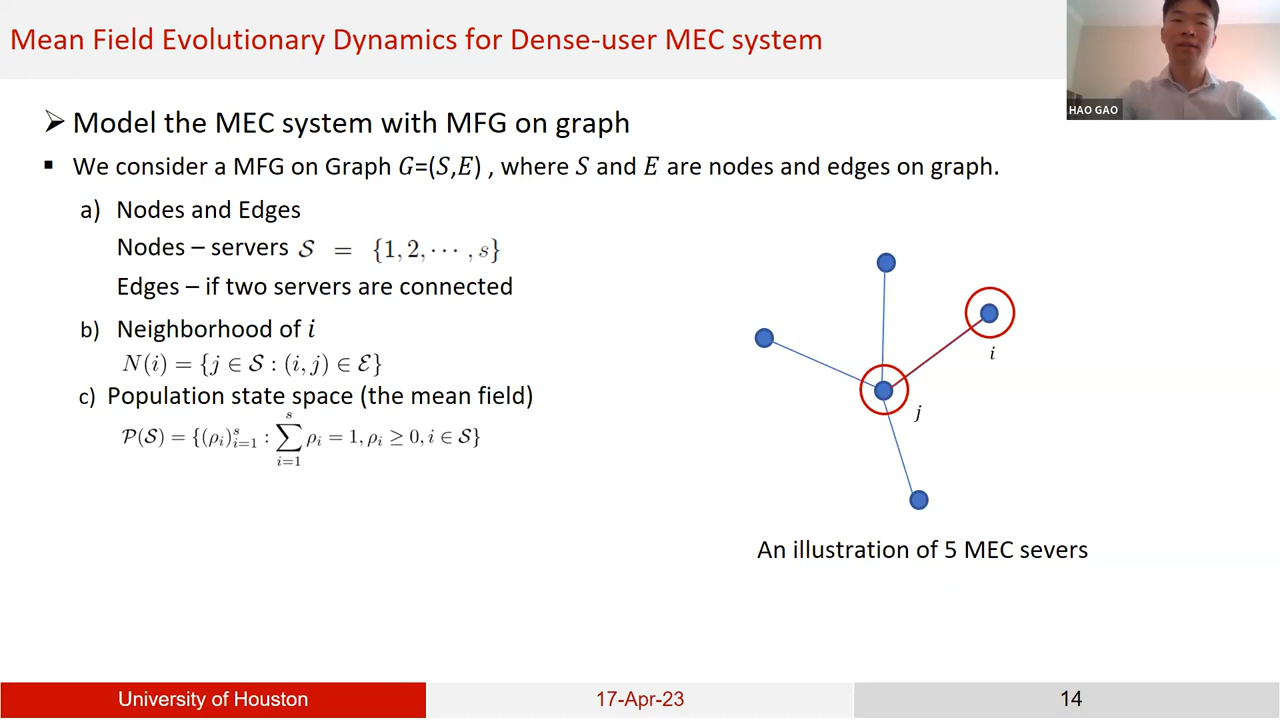 Mean Field Evolutionary Dynamics for Dense-user MEC system
HAO GAO
➢ Model the MEC system with MFG on graph
▪ We consider a MFG on Graph G=(S,E) , where S and E are nodes and edges on graph.
a) Nodes and Edges
Nodes – servers 𝒮 = {1, 2, ⋯ , s}
Edges – if two servers are connected
b) Neighborhood of i
N(i) = {j ∈ 𝒮 : (i, j) ∈ ℰ}
c) Population state space (the mean field)
𝒫(𝒮) = {(ρ_i)_{i=1}^s : ∑_{i=1}^s ρ_i = 1, ρ_i ≥ 0, i ∈ 𝒮}
i
j
An illustration of 5 MEC severs
University of Houston
17-Apr-23
14